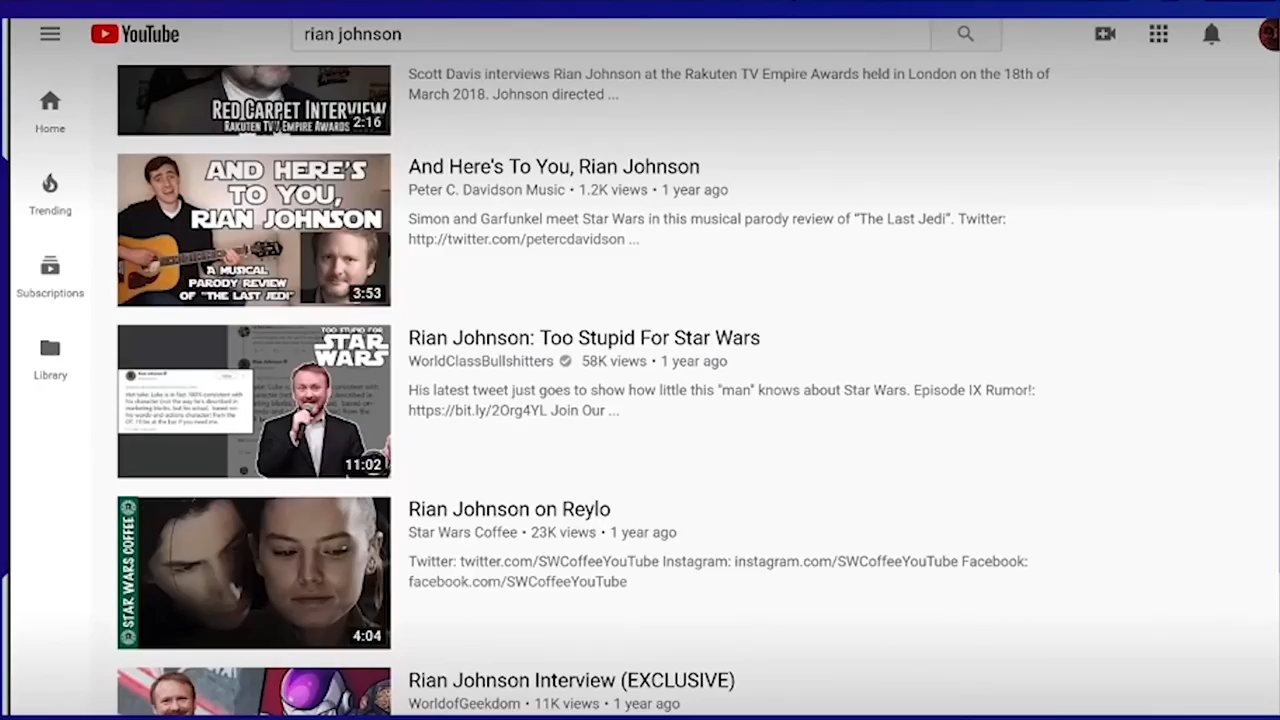 YouTube
rian johnson
Home
Trending
Subscriptions
Library
RED CARPET INTERVIEW
RAKUTEN TV / EMPIRE AWARDS
2:16
Scott Davis interviews Rian Johnson at the Rakuten TV Empire Awards held in London on the 18th of
March 2018. Johnson directed ...
AND HERE'S
TO YOU,
RIAN JOHNSON
A MUSICAL
PARODY REVIEW
OF "THE LAST JEDI"
3:53
And Here's To You, Rian Johnson
Peter C. Davidson Music • 1.2K views • 1 year ago
Simon and Garfunkel meet Star Wars in this musical parody review of “The Last Jedi”. Twitter:
http://twitter.com/petercdavidson ...
TOO STUPID FOR
STAR
WARS
11:02
Rian Johnson: Too Stupid For Star Wars
WorldClassBullshitters 58K views • 1 year ago
His latest tweet just goes to show how little this "man" knows about Star Wars. Episode IX Rumor!:
https://bit.ly/2Org4YL Join Our ...
STAR WARS COFFEE
4:04
Rian Johnson on Reylo
Star Wars Coffee • 23K views • 1 year ago
Twitter: twitter.com/SWCoffeeYouTube Instagram: instagram.com/SWCoffeeYouTube Facebook:
facebook.com/SWCoffeeYouTube
Rian Johnson Interview (EXCLUSIVE)
WorldofGeekdom • 11K views • 1 year ago